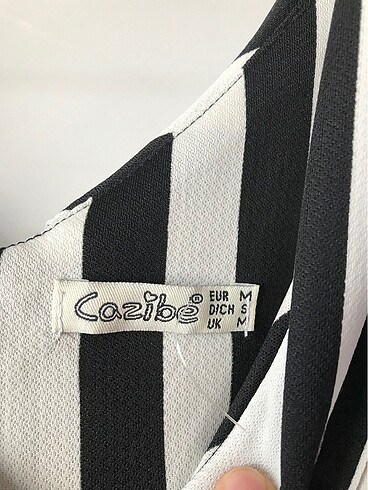 Cazibe® EUR M
D/CH S
UK M